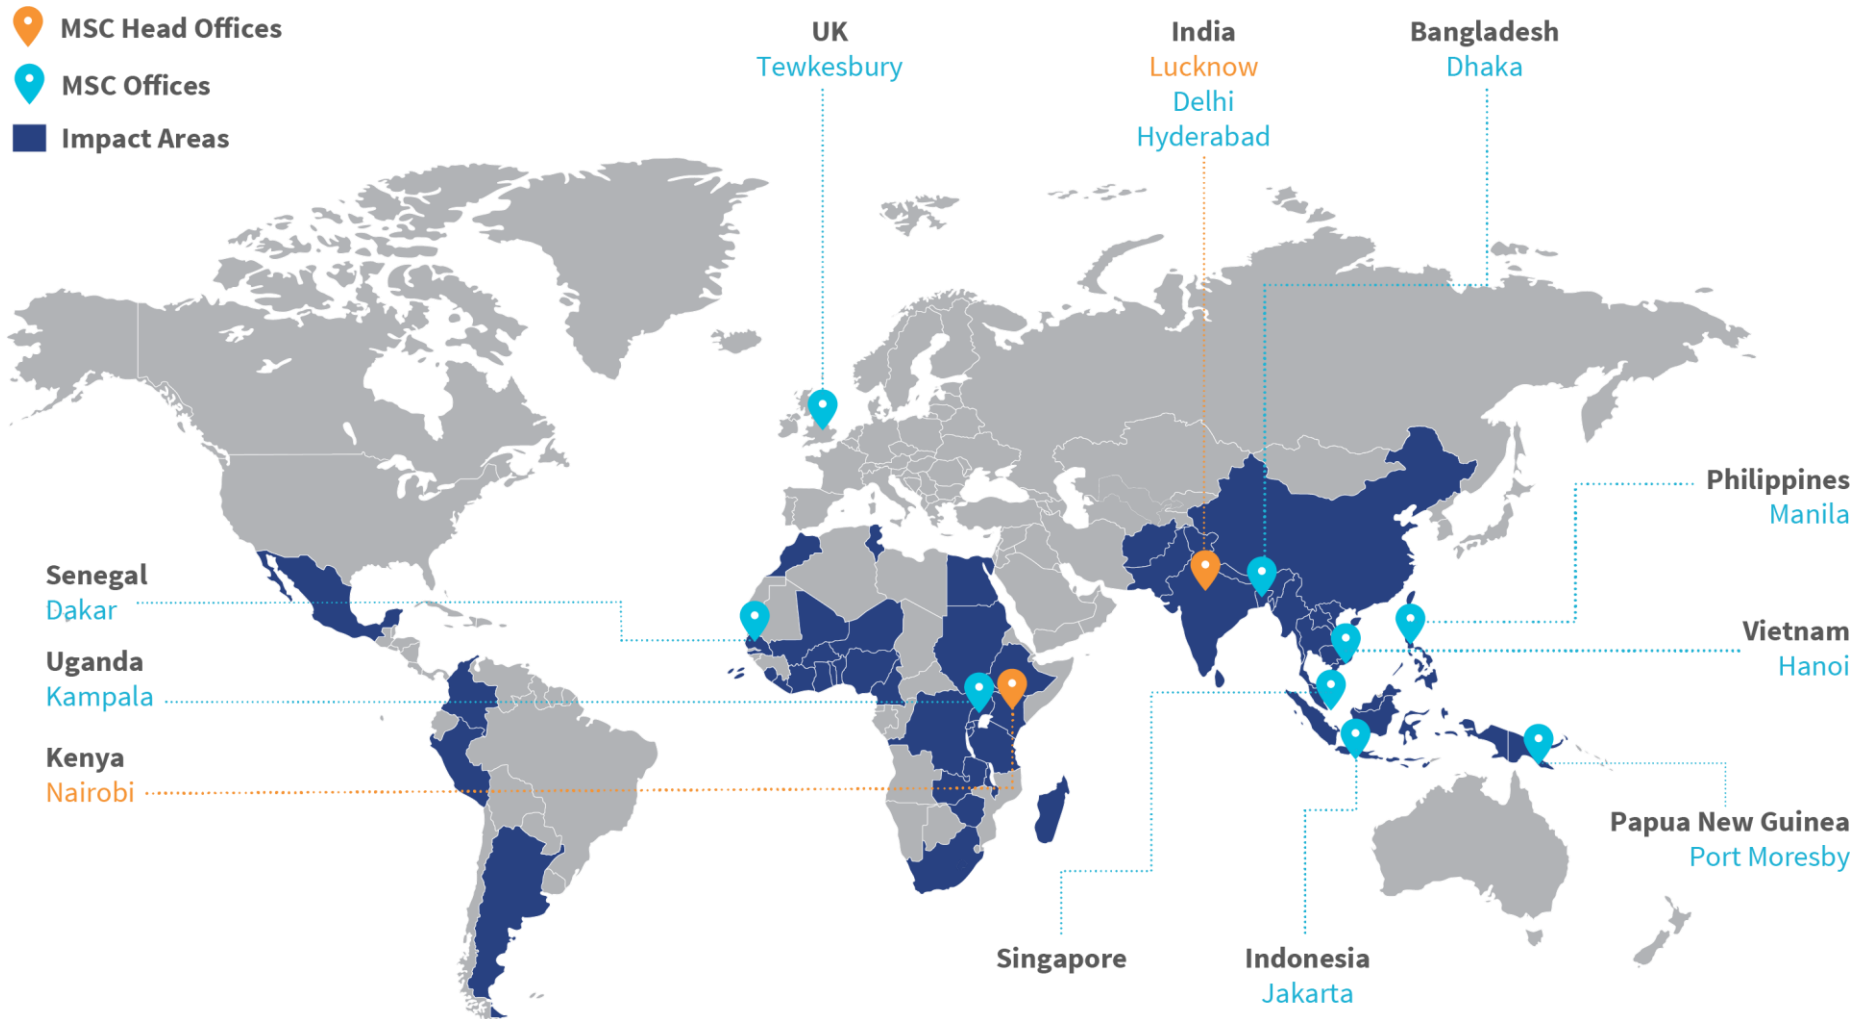 MSC Head Offices
MSC Offices
Impact Areas
UK
Tewkesbury
India
Lucknow
Delhi
Hyderabad
Bangladesh
Dhaka
Philippines
Manila
Vietnam
Hanoi
Senegal
Dakar
Uganda
Kampala
Kenya
Nairobi
Papua New Guinea
Port Moresby
Singapore
Indonesia
Jakarta